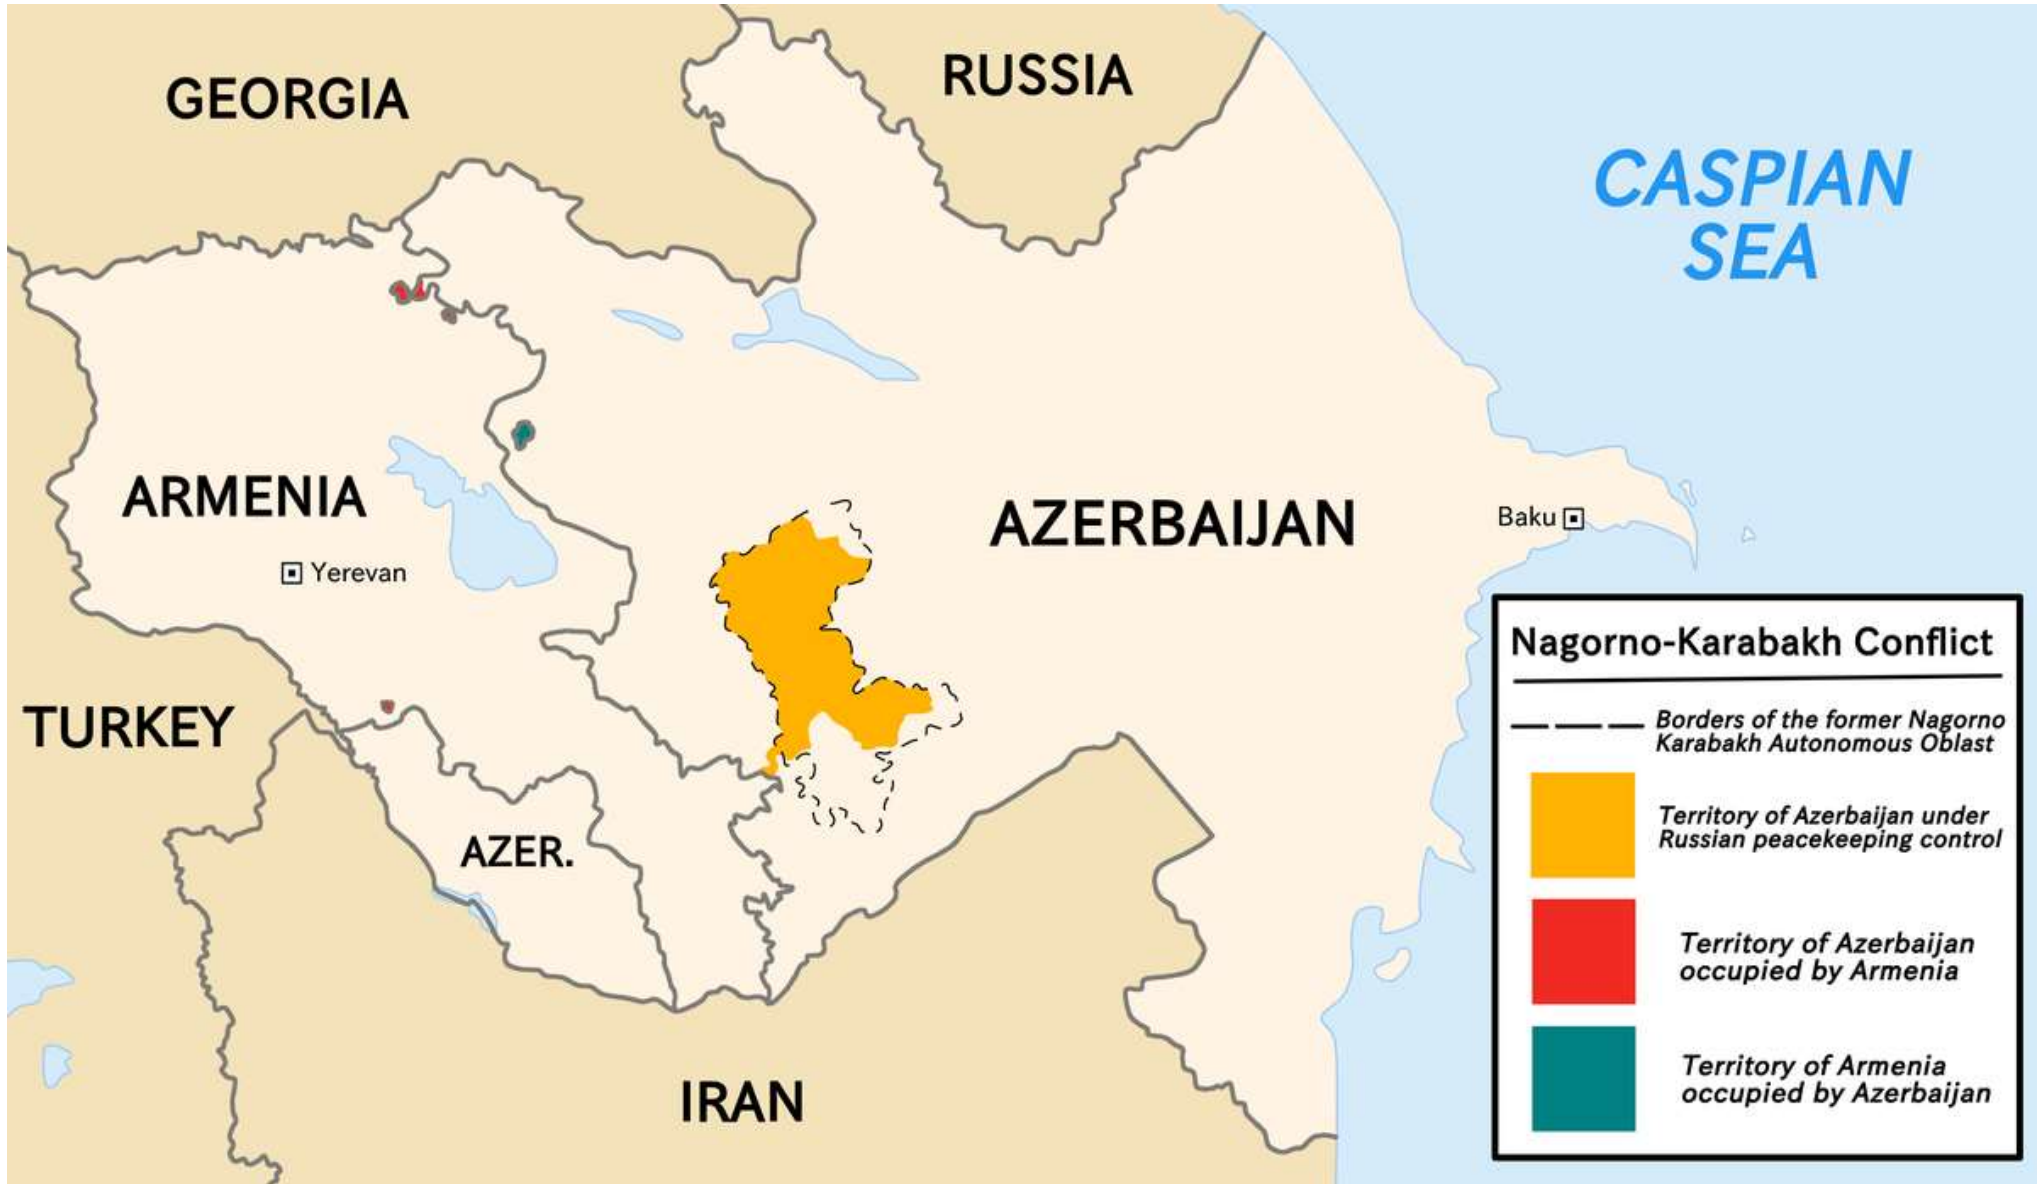 GEORGIA
RUSSIA
CASPIAN
SEA
ARMENIA
AZERBAIJAN
Baku
Yerevan
TURKEY
AZER.
IRAN
Nagorno-Karabakh Conflict
Borders of the former Nagorno
Karabakh Autonomous Oblast
Territory of Azerbaijan under
Russian peacekeeping control
Territory of Azerbaijan
occupied by Armenia
Territory of Armenia
occupied by Azerbaijan